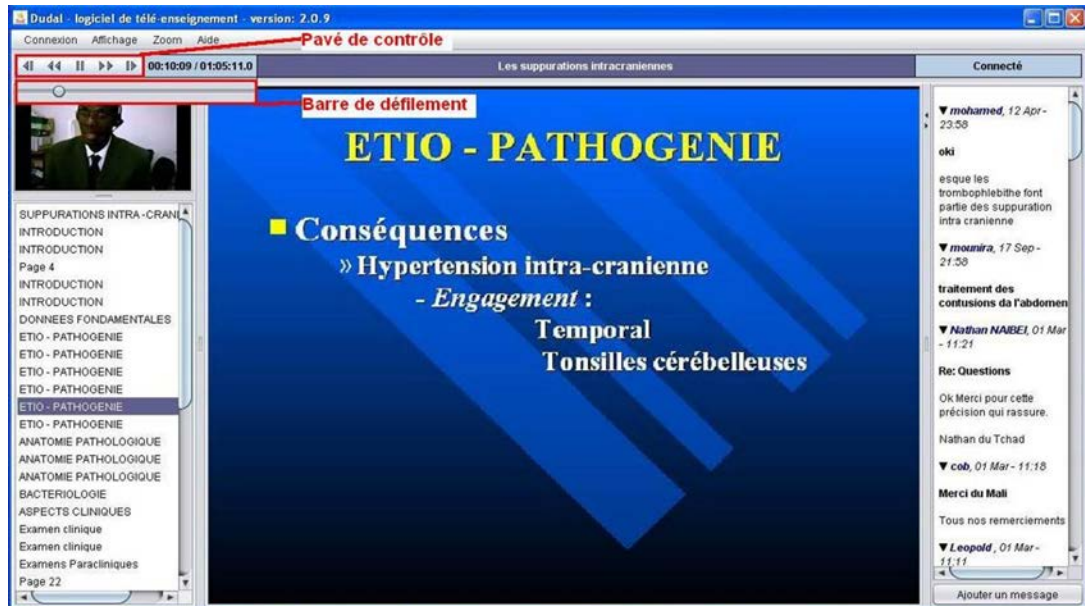 Dudal - logiciel de télé-enseignement - version: 2.0.9
Connexion Affichage Zoom Aide
Pavé de contrôle
00:10:09 / 01:05:11.0
Les suppurations intracraniennes
Connecté
Barre de défilement
SUPPURATIONS INTRA-CRANI
INTRODUCTION
INTRODUCTION
Page 4
INTRODUCTION
INTRODUCTION
DONNEES FONDAMENTALES
ETIO - PATHOGENIE
ETIO - PATHOGENIE
ETIO - PATHOGENIE
ETIO - PATHOGENIE
ETIO - PATHOGENIE
ETIO - PATHOGENIE
ANATOMIE PATHOLOGIQUE
ANATOMIE PATHOLOGIQUE
ANATOMIE PATHOLOGIQUE
BACTERIOLOGIE
ASPECTS CLINIQUES
Examen clinique
Examen clinique
Examens Paracliniques
Page 22
ETIO - PATHOGENIE
Conséquences
» Hypertension intra-cranienne
- Engagement :
Temporal
Tonsilles cérébelleuses
▼ mohamed, 12 Apr -
23:58
oki
esque les
trombophlebithe font
partie des suppuration
intra cranienne
▼ mounira, 17 Sep -
21:58
traitement des
contusions da l'abdomen
▼ Nathan NAIBEI, 01 Mar
- 11:21
Re: Questions
Ok Merci pour cette
précision qui rassure.
Nathan du Tchad
▼ cob, 01 Mar - 11:18
Merci du Mali
Tous nos remerciements
▼ Leopold , 01 Mar -
11:11
Ajouter un message